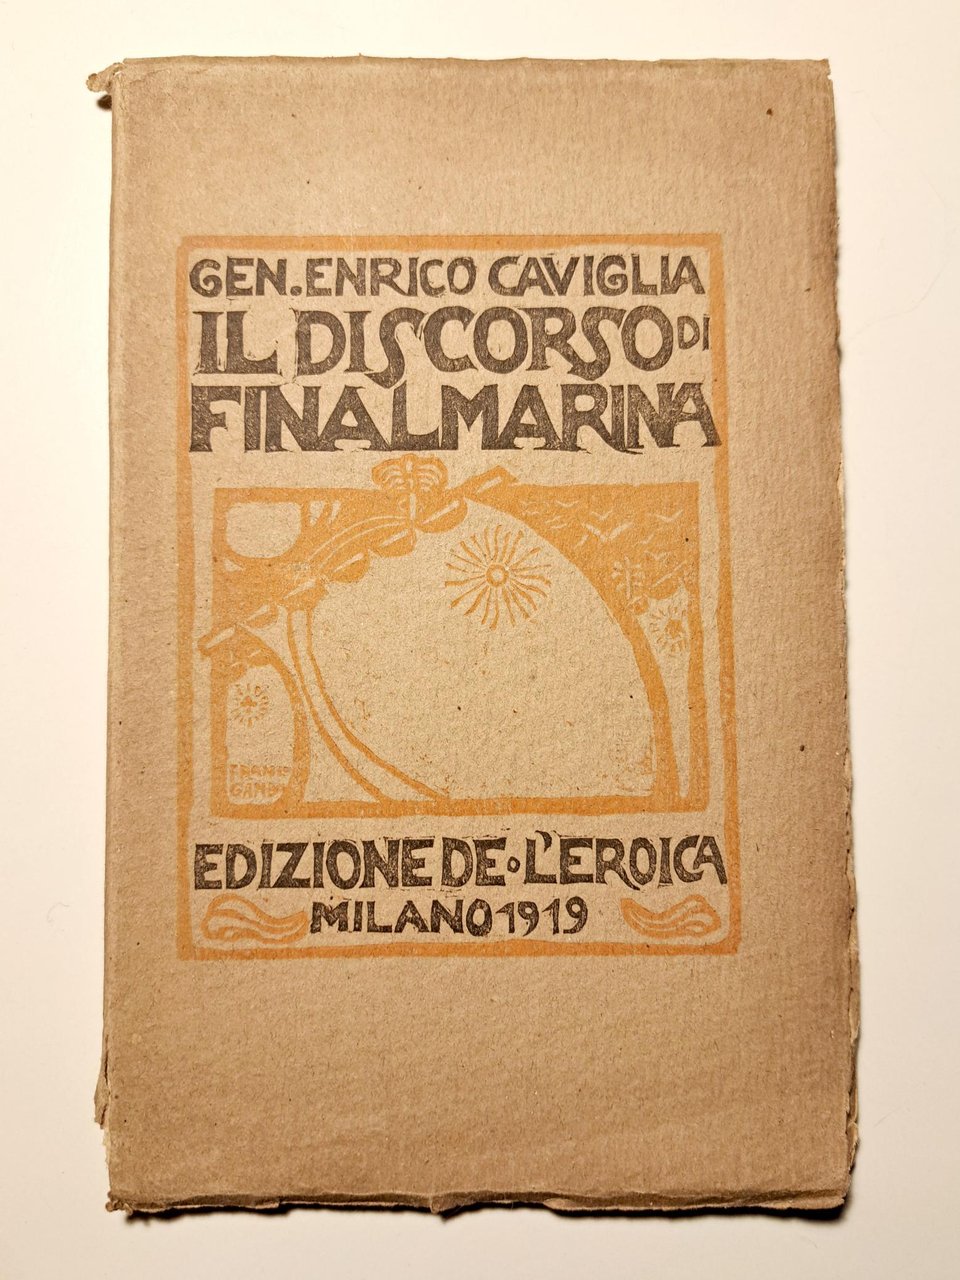 GEN. ENRICO CAVIGLIA
IL DISCORSO DI
FINALMARINA
EDIZIONE DE L'EROICA
MILANO 1919